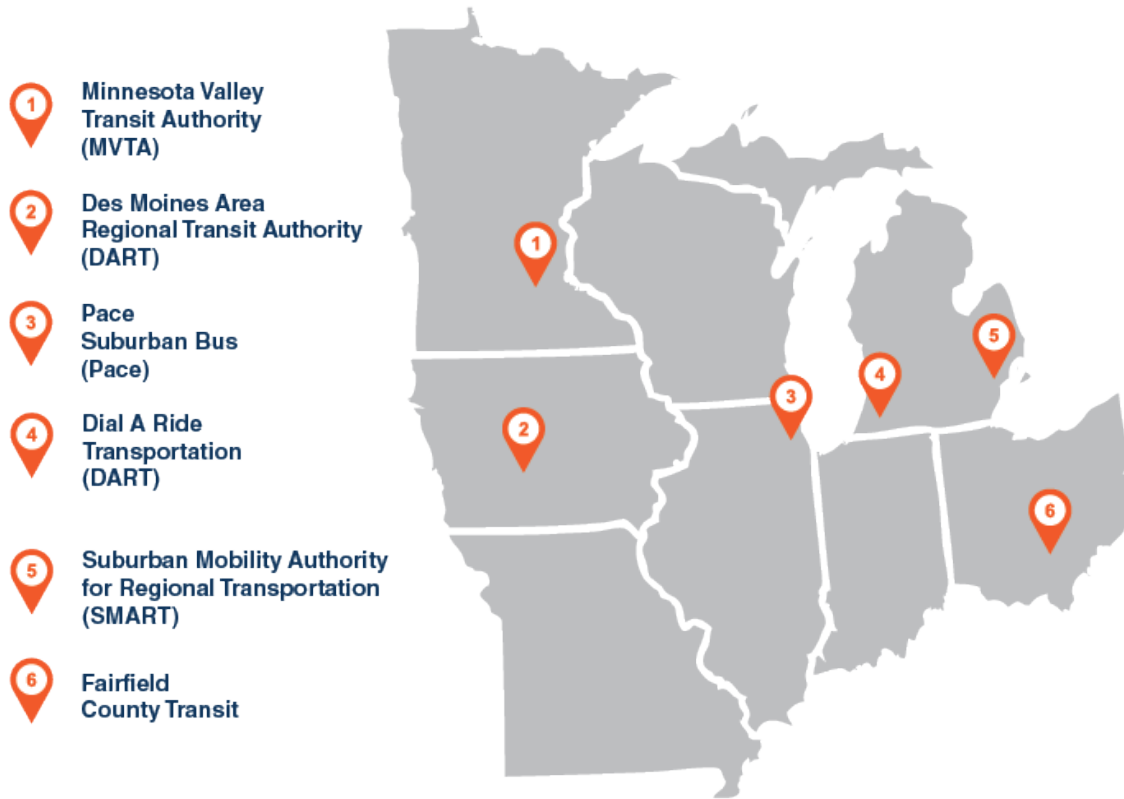 1
Minnesota Valley
Transit Authority
(MVTA)
2
Des Moines Area
Regional Transit Authority
(DART)
3
Pace
Suburban Bus
(Pace)
4
Dial A Ride
Transportation
(DART)
5
Suburban Mobility Authority
for Regional Transportation
(SMART)
6
Fairfield
County Transit
1
2
3
4
5
6